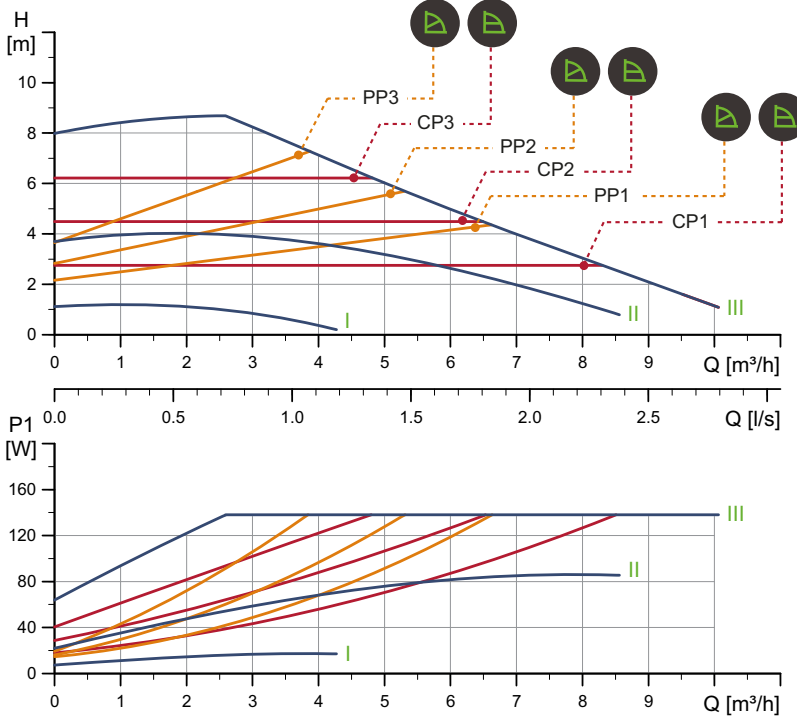 H
[m]
10
8
6
4
2
0
PP3
CP3
PP2
CP2
PP1
CP1
I
II
III
0 1 2 3 4 5 6 7 8 9 Q [m³/h]
0.0 0.5 1.0 1.5 2.0 2.5 Q [l/s]
P1
[W]
160
120
80
40
0
III
II
I
0 1 2 3 4 5 6 7 8 9 Q [m³/h]